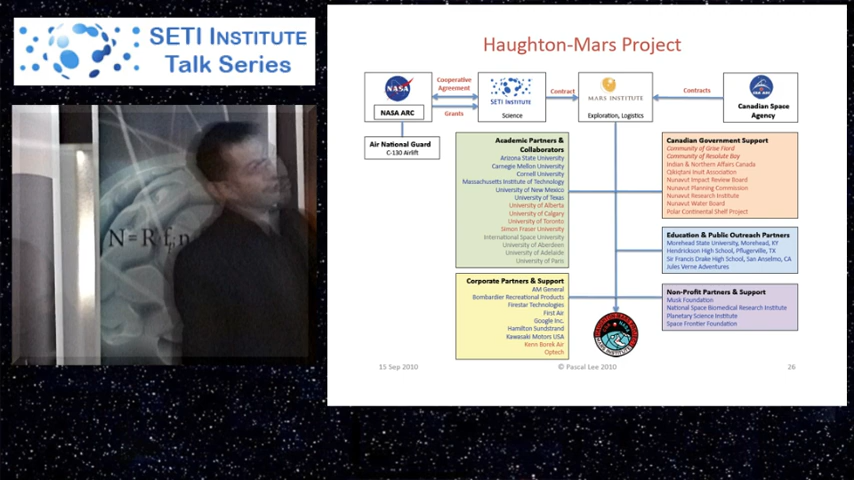 SETI INSTITUTE
Talk Series
N=R
Haughton-Mars Project
NASA
NASA ARC
Cooperative
Agreement
Grants
SETI INSTITUTE
Science
Contract
MARS INSTITUTE
Exploration, Logistics
Contracts
Canadian Space
Agency
Air National Guard
C-130 Airlift
Academic Partners &
Collaborators
Arizona State University
Carnegie Mellon University
Cornell University
Massachusetts Institute of Technology
University of New Mexico
University of Texas
University of Alberta
University of Calgary
University of Toronto
Simon Fraser University
International Space University
University of Aberdeen
University of Adelaide
University of Paris
Canadian Government Support
Community of Grise Fiord
Community of Resolute Bay
Indian & Northern Affairs Canada
Qikiqtani Inuit Association
Nunavut Impact Review Board
Nunavut Planning Commission
Nunavut Research Institute
Nunavut Water Board
Polar Continental Shelf Project
Education & Public Outreach Partners
Morehead State University, Morehead, KY
Hendrickson High School, Pflugerville, TX
Sir Francis Drake High School, San Anselmo, CA
Jules Verne Adventures
Corporate Partners & Support
AM General
Bombardier Recreational Products
Firestar Technologies
First Air
Google Inc.
Hamilton Sundstrand
Kawasaki Motors USA
Kenn Borek Air
Optech
Non-Profit Partners & Support
Musk Foundation
National Space Biomedical Research Institute
Planetary Science Institute
Space Frontier Foundation
15 Sep 2010
© Pascal Lee 2010
26